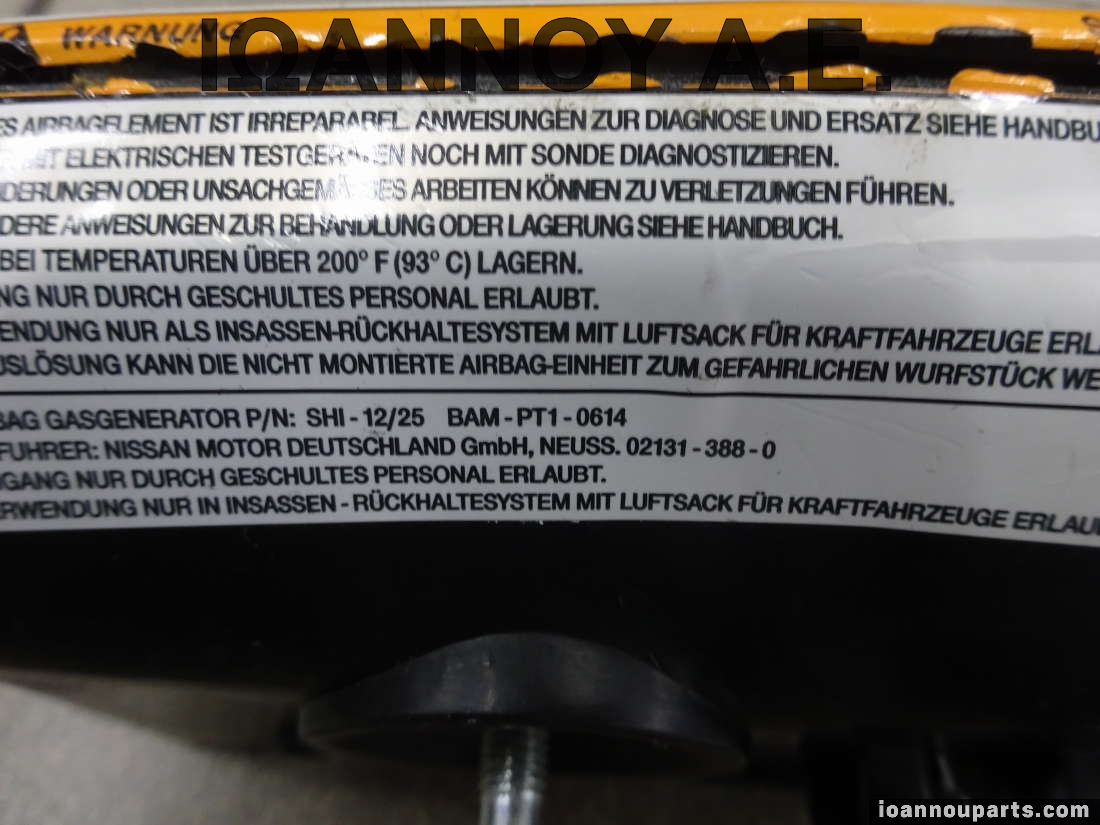 WARNUNG
ΙΩΑΝΝΟΥ Α.Ε.
ES AIRBAGELEMENT IST IRREPARABEL. ANWEISUNGEN ZUR DIAGNOSE UND ERSATZ SIEHE HANDBU
MIT ELEKTRISCHEN TESTGERÄTEN NOCH MIT SONDE DIAGNOSTIZIEREN.
DERUNGEN ODER UNSACHGEMÄSSES ARBEITEN KÖNNEN ZU VERLETZUNGEN FÜHREN.
DERE ANWEISUNGEN ZUR BEHANDLUNG ODER LAGERUNG SIEHE HANDBUCH.
BEI TEMPERATUREN ÜBER 200° F (93° C) LAGERN.
NG NUR DURCH GESCHULTES PERSONAL ERLAUBT.
ENDUNG NUR ALS INSASSEN-RÜCKHALTESYSTEM MIT LUFTSACK FÜR KRAFTFAHRZEUGE ERL
USLÖSUNG KANN DIE NICHT MONTIERTE AIRBAG-EINHEIT ZUM GEFAHRLICHEN WURFSTÜCK WE
BAG GASGENERATOR P/N: SHI - 12/25 BAM - PT1 - 0614
FUHRER: NISSAN MOTOR DEUTSCHLAND GmbH, NEUSS. 02131 - 388 - 0
GANG NUR DURCH GESCHULTES PERSONAL ERLAUBT.
RWENDUNG NUR IN INSASSEN - RÜCKHALTESYSTEM MIT LUFTSACK FÜR KRAFTFAHRZEUGE ERLAU
ioannouparts.com